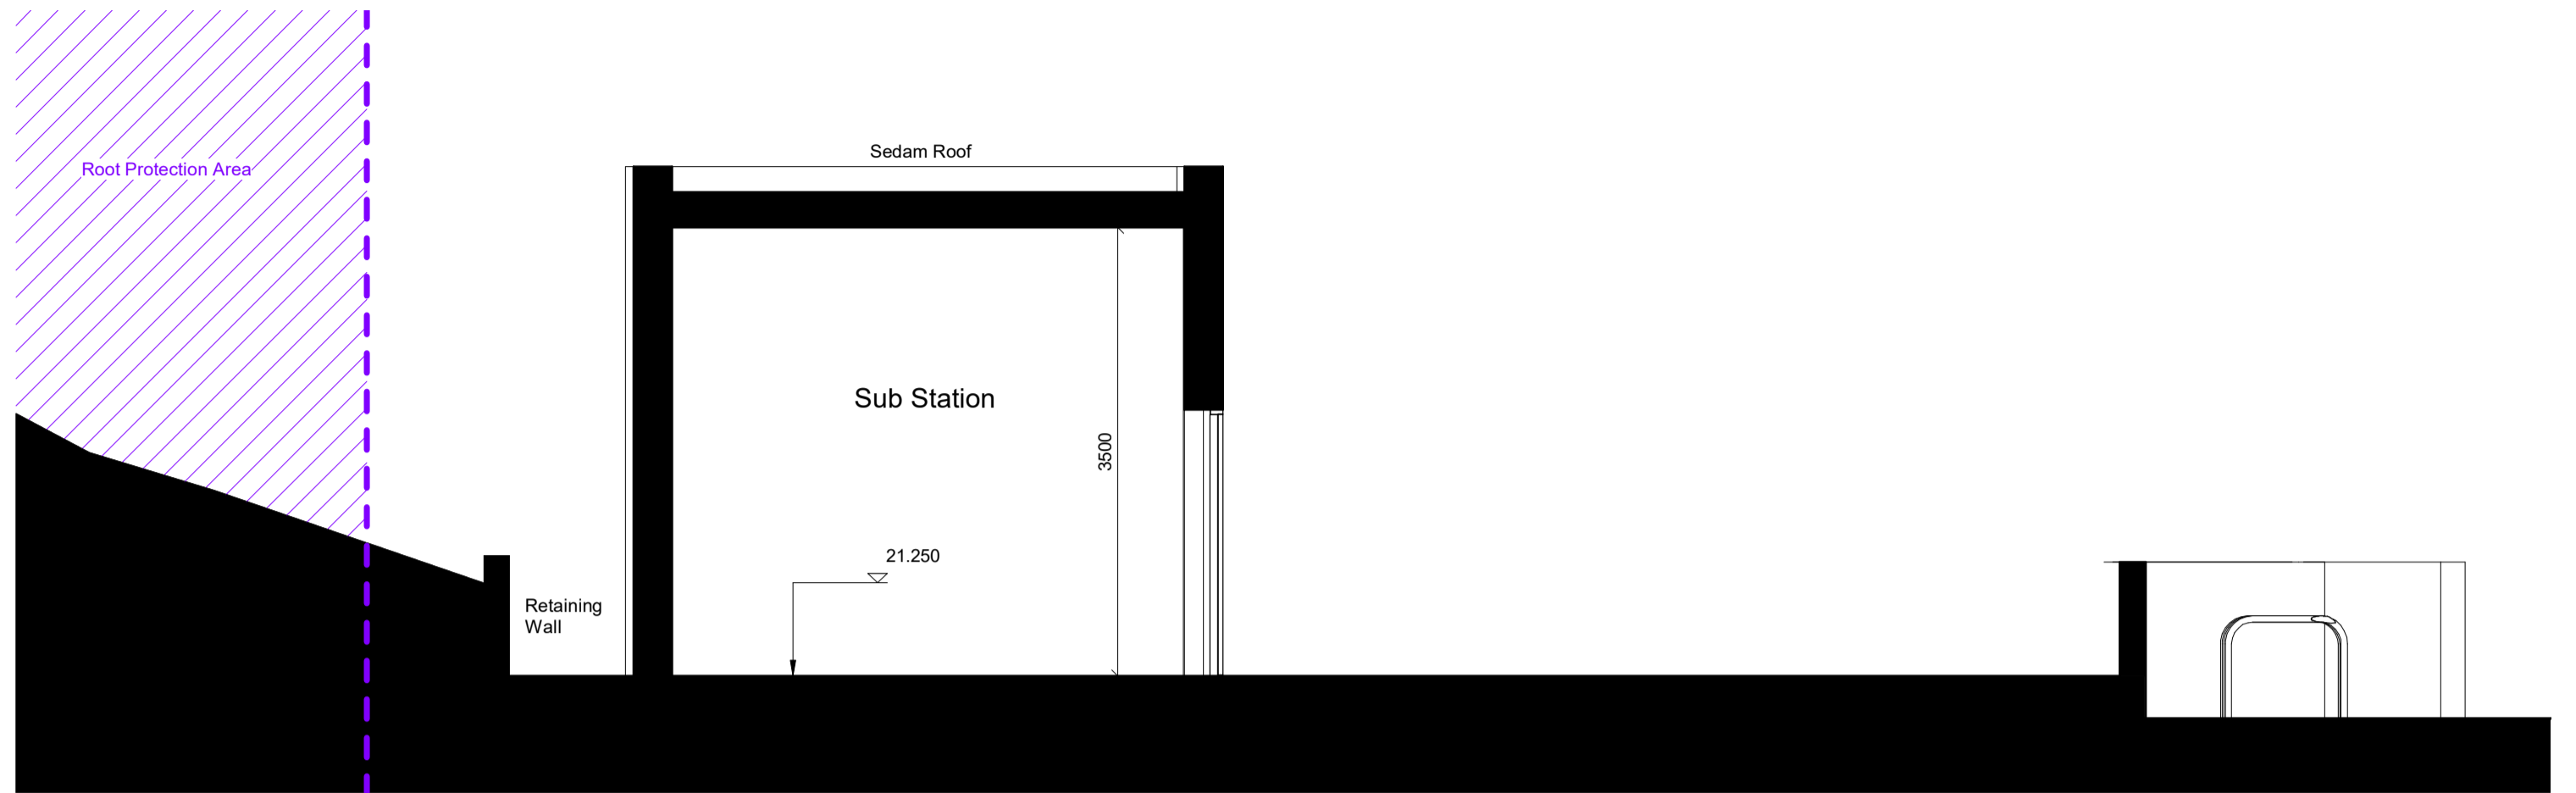 Sedam Roof
Root Protection Area
Sub Station
3500
21.250
Retaining
Wall